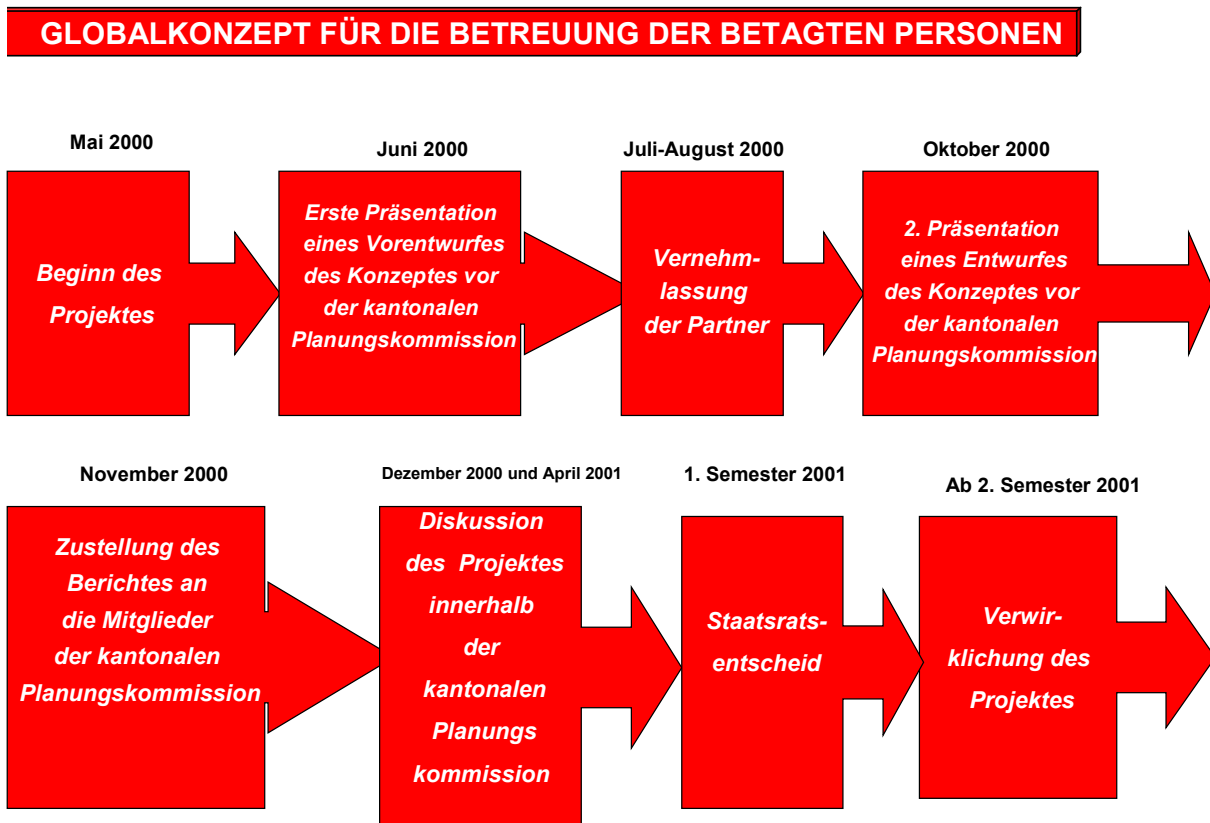 GLOBALKONZEPT FÜR DIE BETREUUNG DER BETAGTEN PERSONEN
Mai 2000
Beginn des
Projektes
Juni 2000
Erste Präsentation
eines Vorentwurfes
des Konzeptes vor
der kantonalen
Planungskommission
Juli-August 2000
Vernehm-
lassung
der Partner
Oktober 2000
2. Präsentation
eines Entwurfes
des Konzeptes vor
der kantonalen
Planungskommission
November 2000
Zustellung des
Berichtes an
die Mitglieder
der kantonalen
Planungskommission
Dezember 2000 und April 2001
Diskussion
des Projektes
innerhalb
der
kantonalen
Planungs
kommission
1. Semester 2001
Staatsrats-
entscheid
Ab 2. Semester 2001
Verwir-
klichung des
Projektes